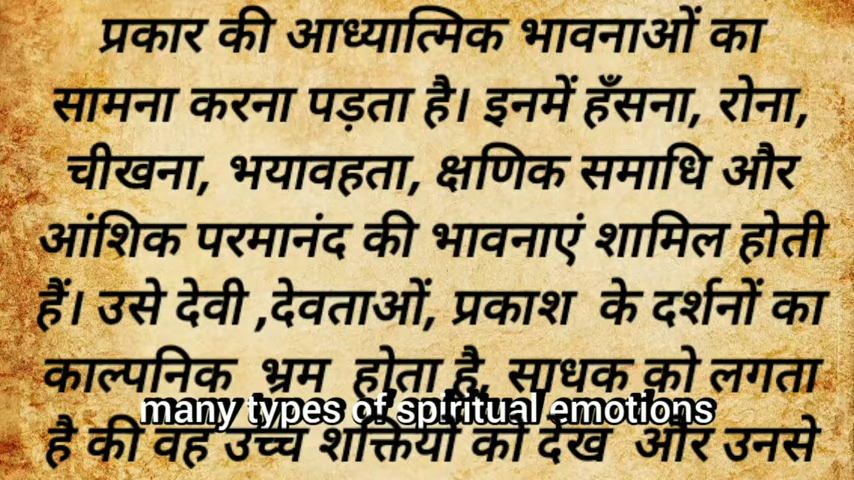 प्रकार की आध्यात्मिक भावनाओं का
सामना करना पड़ता है। इनमें हँसना, रोना,
चीखना, भयावहता, क्षणिक समाधि और
आंशिक परमानंद की भावनाएं शामिल होती
हैं। उसे देवी ,देवताओं, प्रकाश के दर्शनों का
काल्पनिक भ्रम होता है, साधक को लगता
many types of spiritual emotions
है की वह उच्च शक्तियों को देख और उनसे